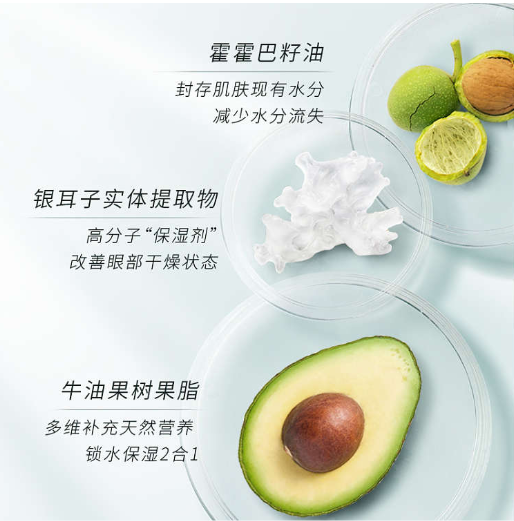 霍霍巴籽油
封存肌肤现有水分
减少水分流失
银耳子实体提取物
高分子“保湿剂”
改善眼部干燥状态
牛油果树果脂
多维补充天然营养
锁水保湿2合1